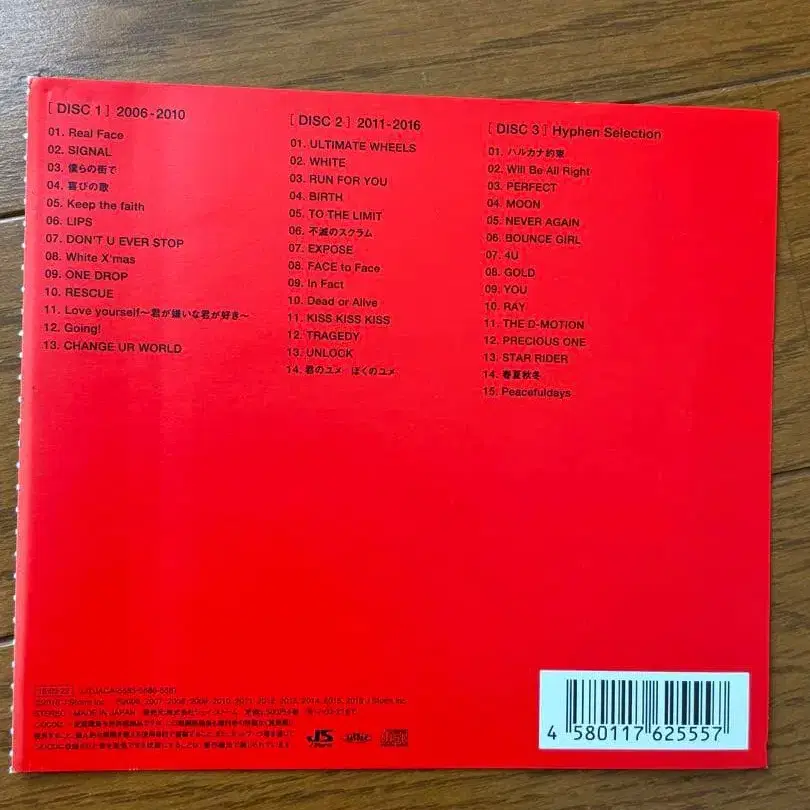 [ DISC 1 ] 2006-2010
01. Real Face
02. SIGNAL
03. 僕らの街で
04. 喜びの歌
05. Keep the faith
06. LIPS
07. DON'T U EVER STOP
08. White X'mas
09. ONE DROP
10. RESCUE
11. Love yourself～君が嫌いな君が好き～
12. Going!
13. CHANGE UR WORLD
[ DISC 2 ] 2011-2016
01. ULTIMATE WHEELS
02. WHITE
03. RUN FOR YOU
04. BIRTH
05. TO THE LIMIT
06. 不滅のスクラム
07. EXPOSE
08. FACE to Face
09. In Fact
10. Dead or Alive
11. KISS KISS KISS
12. TRAGEDY
13. UNLOCK
14. 君のユメ ぼくのユメ
[ DISC 3 ] Hyphen Selection
01. ハルカナ約束
02. Will Be All Right
03. PERFECT
04. MOON
05. NEVER AGAIN
06. BOUNCE GIRL
07. 4U
08. GOLD
09. YOU
10. RAY
11. THE D-MOTION
12. PRECIOUS ONE
13. STAR RIDER
14. 春夏秋冬
15. Peacefuldays
STEREO MADE IN JAPAN
JS
4 580117 625557